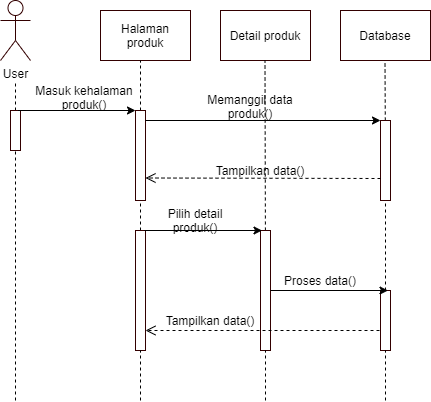 Halaman
produk
Detail produk
Database
User
Masuk kehalaman
produk()
Memanggil data
produk()
Tampilkan data()
Pilih detail
produk()
Proses data()
Tampilkan data()